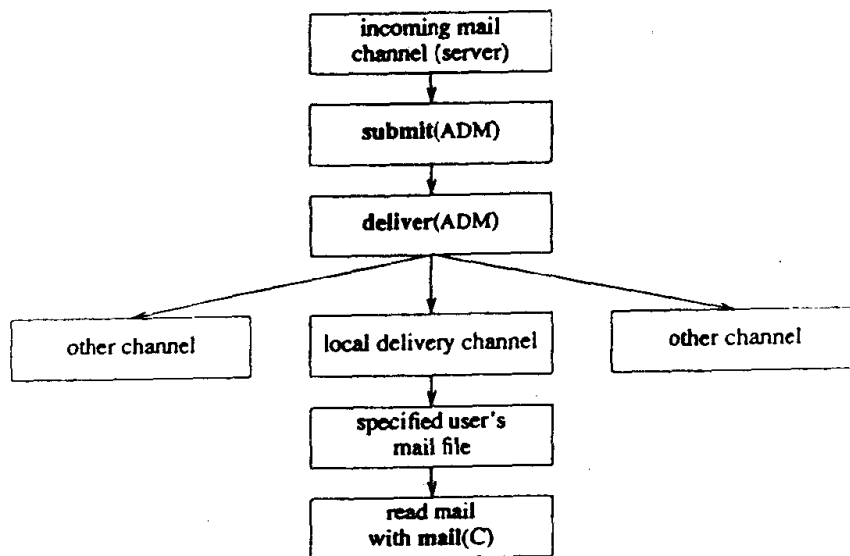 incoming mail
channel (server)
submit(ADM)
deliver(ADM)
other channel
local delivery channel
other channel
specified user's
mail file
read mail
with mail(C)